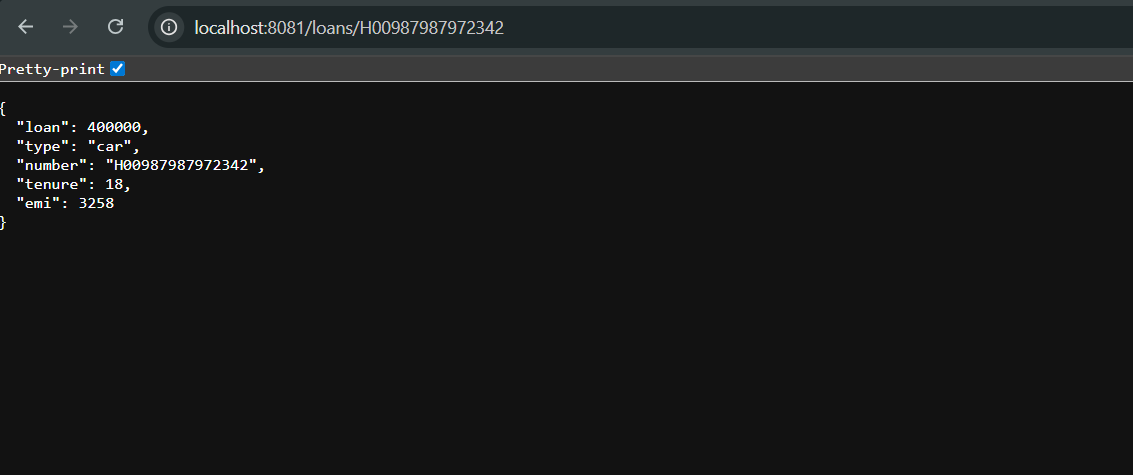 localhost:8081/loans/H00987987972342
Pretty-print
{
  "loan": 400000,
  "type": "car",
  "number": "H00987987972342",
  "tenure": 18,
  "emi": 3258
}